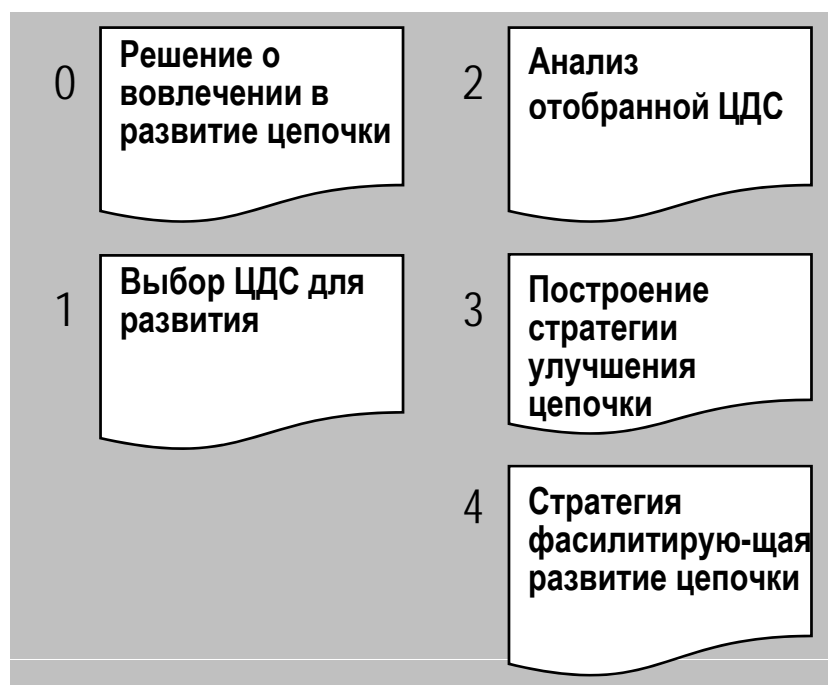 0
Решение о
вовлечении в
развитие цепочки
1
Выбор ЦДС для
развития
2
Анализ
отобранной ЦДС
3
Построение
стратегии
улучшения
цепочки
4
Стратегия
фасилитирую-щая
развитие цепочки